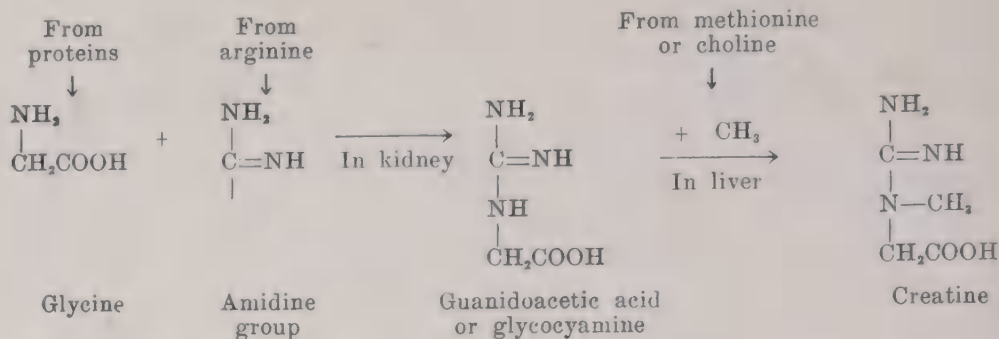 From proteins
From arginine
From methionine or choline
NH₂
CH₂COOH
+
NH₂
C=NH
In kidney
NH₂
C=NH
NH
CH₂COOH
+ CH₃
In liver
NH₂
C=NH
N—CH₃
CH₂COOH
Glycine
Amidine group
Guanidoacetic acid or glycocyamine
Creatine